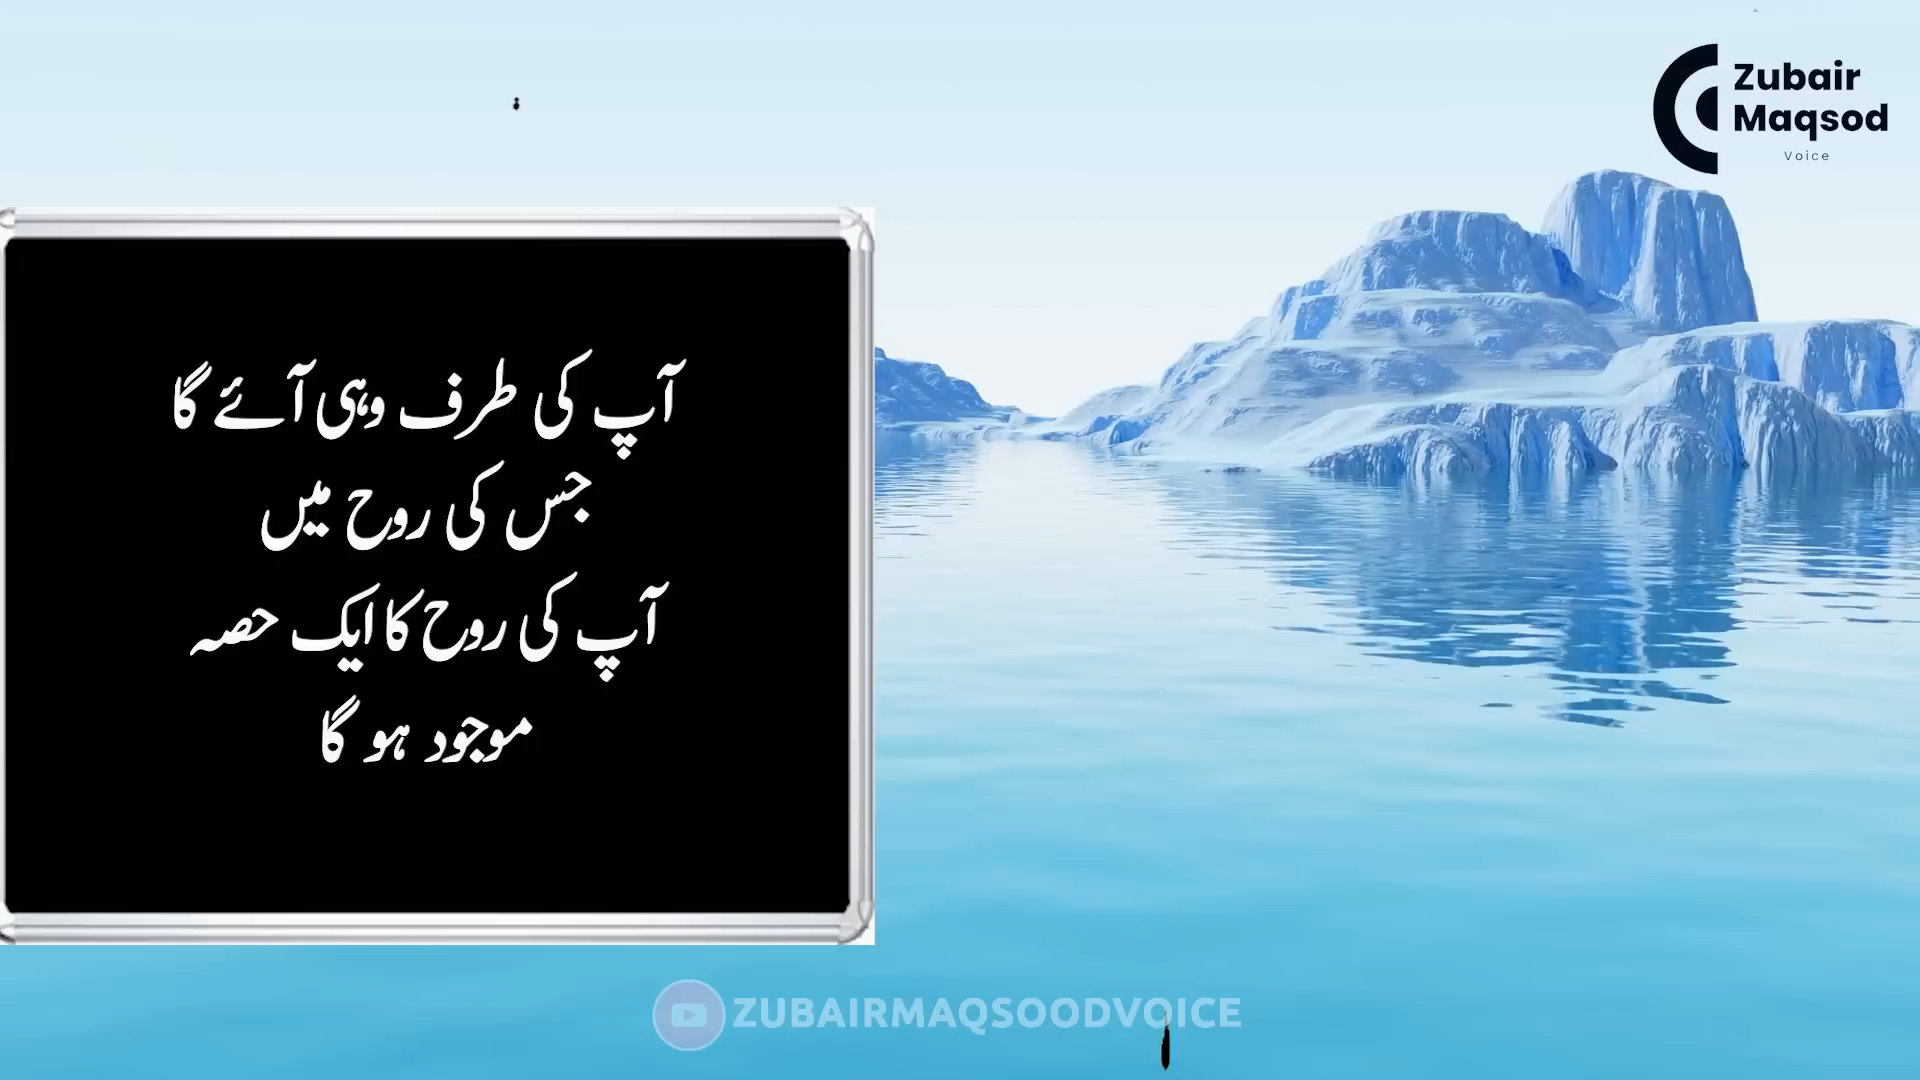 Zubair
Maqsod
Voice
آپ کی طرف وہی آئے گا
جس کی روح میں
آپ کی روح کا ایک حصہ
موجود ہو گا
ZUBAIRMAQSOODVOICE